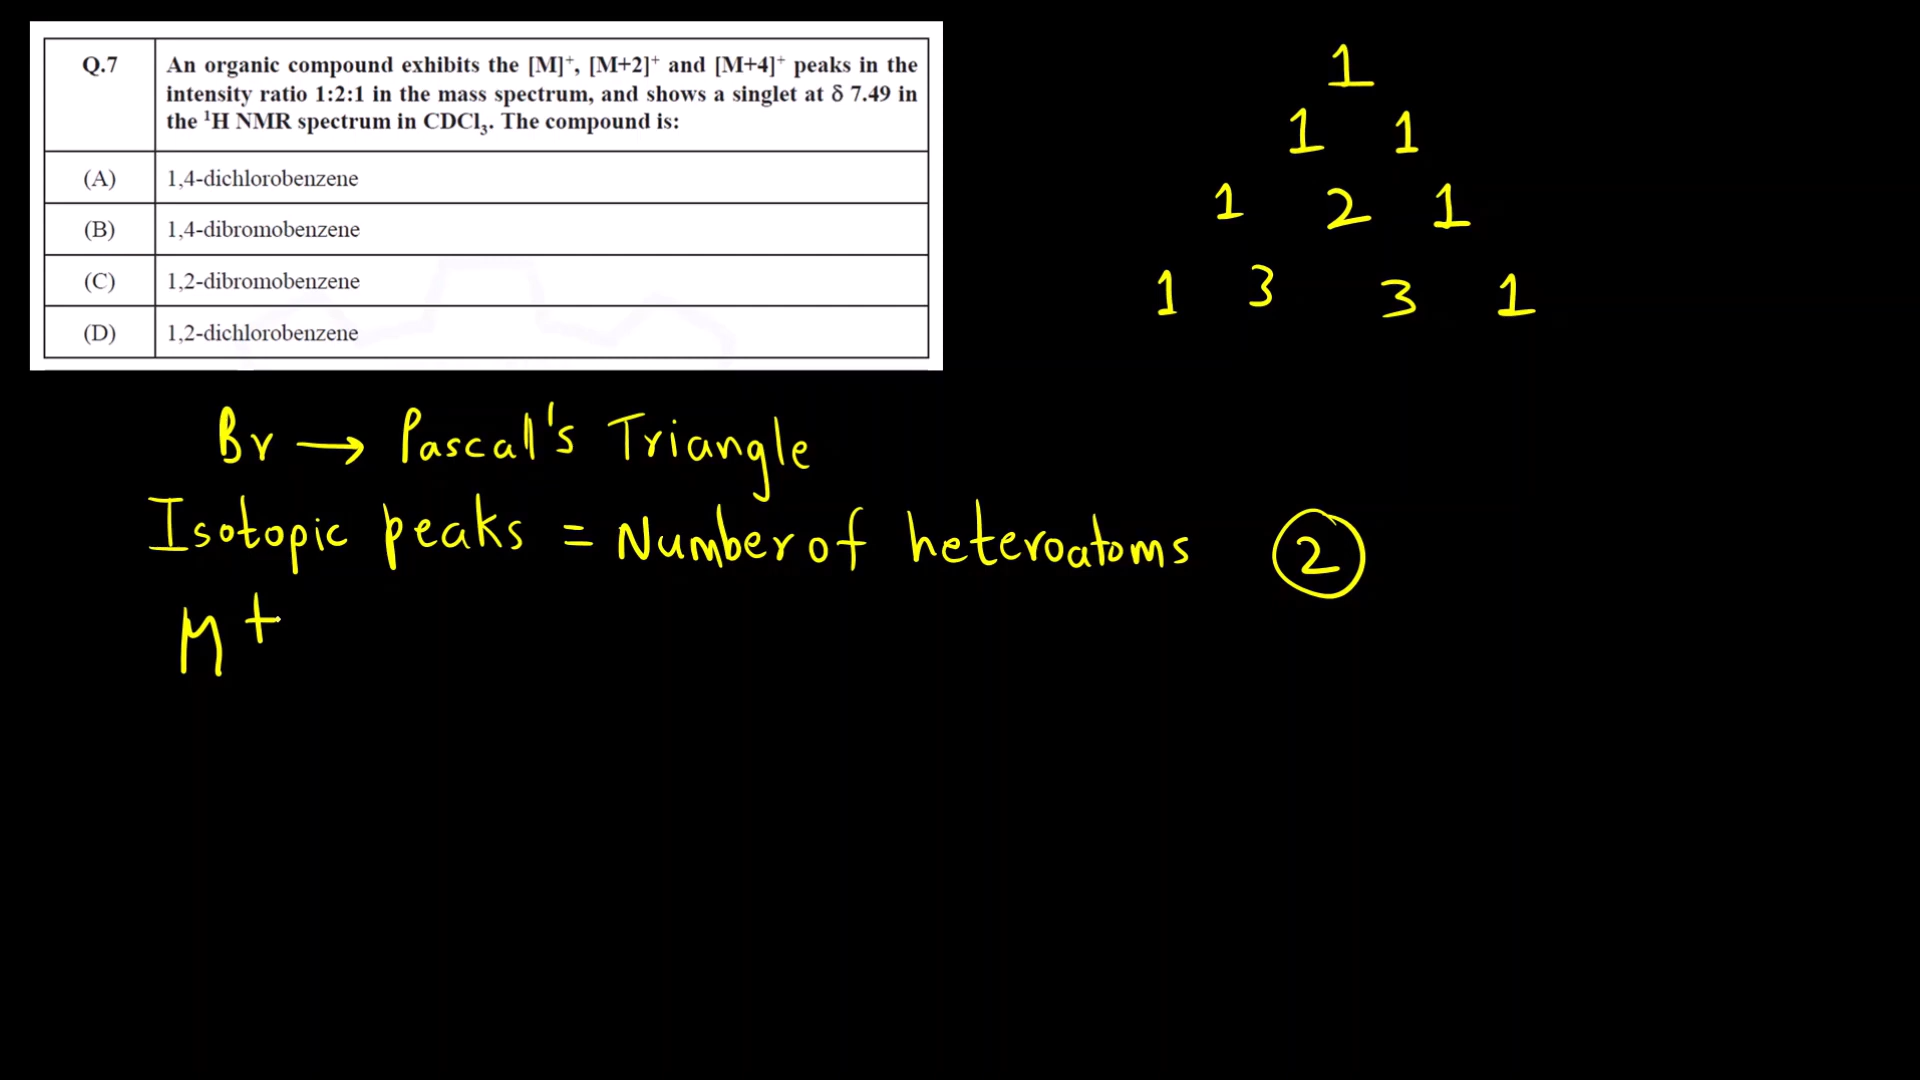 Q.7 An organic compound exhibits the [M]⁺, [M+2]⁺ and [M+4]⁺ peaks in the
intensity ratio 1:2:1 in the mass spectrum, and shows a singlet at δ 7.49 in
the ¹H NMR spectrum in CDCl₃. The compound is:
(A) 1,4-dichlorobenzene
(B) 1,4-dibromobenzene
(C) 1,2-dibromobenzene
(D) 1,2-dichlorobenzene
1
1 1
1 2 1
1 3 3 1
Br → Pascall's Triangle
Isotopic peaks = Number of heteroatoms 2
M +